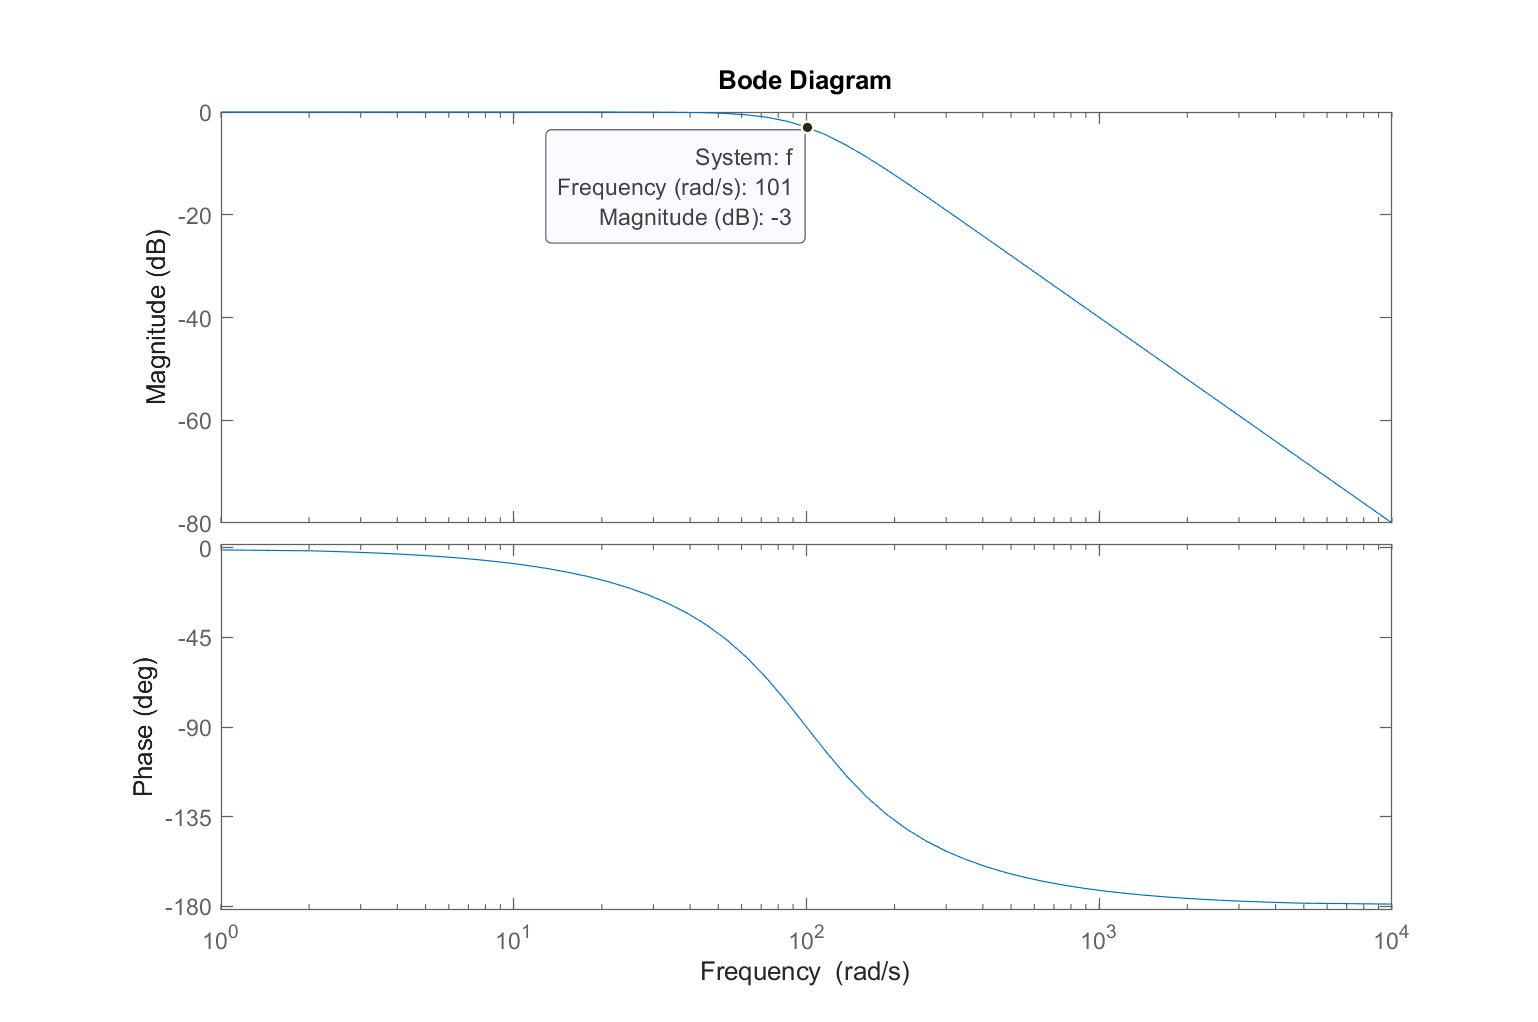 Bode Diagram
0
-20
-40
-60
-80
Magnitude (dB)
System: f
Frequency (rad/s): 101
Magnitude (dB): -3
0
-45
-90
-135
-180
Phase (deg)
10^0
10^1
10^2
10^3
10^4
Frequency (rad/s)